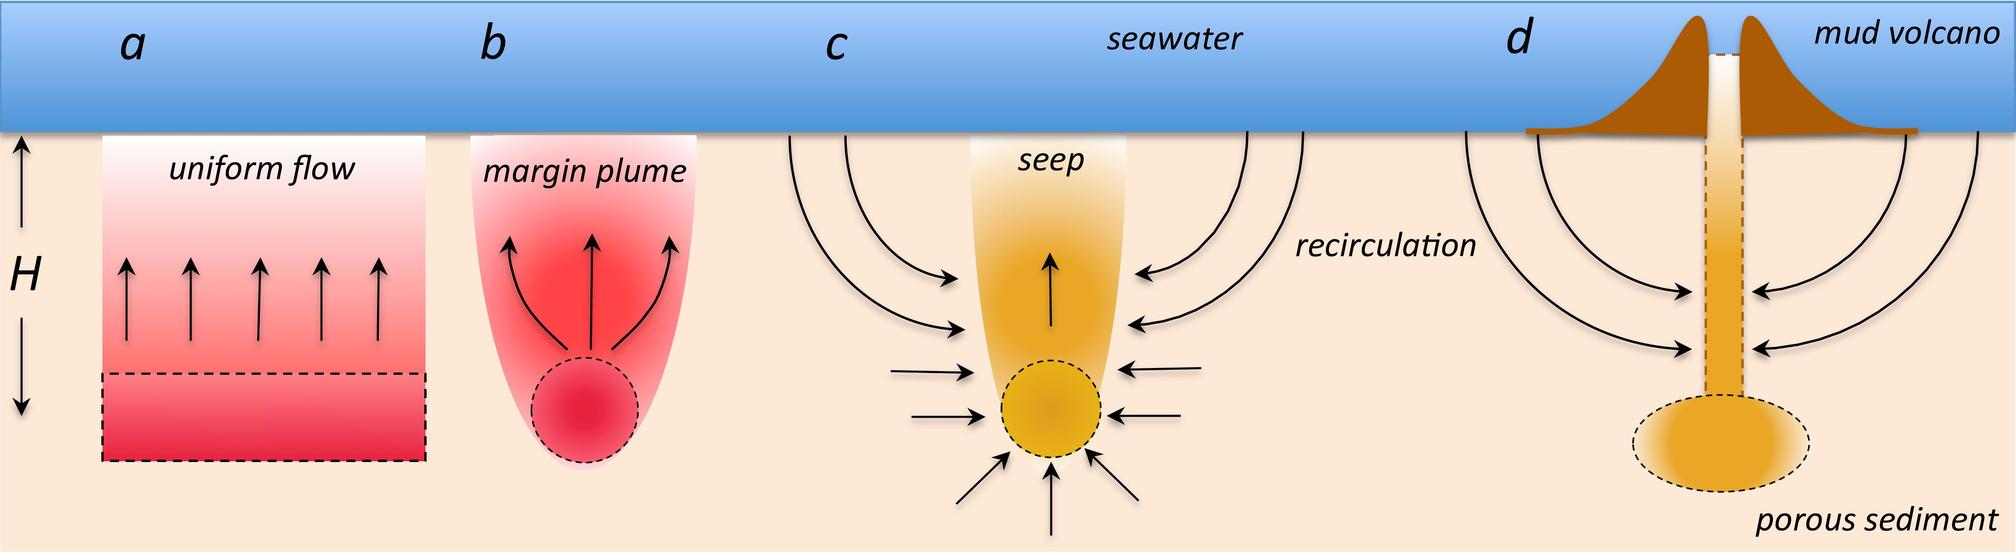 a
b
c
seawater
d
mud volcano
uniform flow
margin plume
seep
H
recirculation
porous sediment